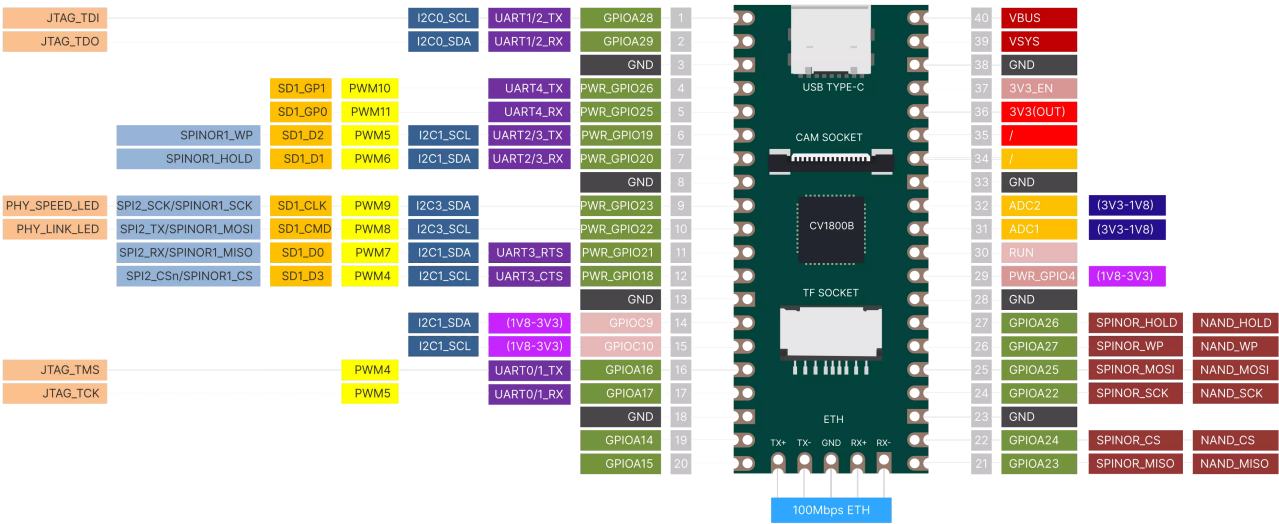 JTAG_TDI I2C0_SCL UART1/2_TX GPIOA28 1 40 VBUS
JTAG_TDO I2C0_SDA UART1/2_RX GPIOA29 2 39 VSYS
GND 3 38 GND
SD1_GP1 PWM10 UART4_TX PWR_GPIO26 4 USB TYPE-C 37 3V3_EN
SD1_GP0 PWM11 UART4_RX PWR_GPIO25 5 36 3V3(OUT)
SPINOR1_WP SD1_D2 PWM5 I2C1_SCL UART2/3_TX PWR_GPIO19 6 CAM SOCKET 35 /
SPINOR1_HOLD SD1_D1 PWM6 I2C1_SDA UART2/3_RX PWR_GPIO20 7 34 /
GND 8 33 GND
PHY_SPEED_LED SPI2_SCK/SPINOR1_SCK SD1_CLK PWM9 I2C3_SDA PWR_GPIO23 9 32 ADC2 (3V3-1V8)
PHY_LINK_LED SPI2_TX/SPINOR1_MOSI SD1_CMD PWM8 I2C3_SCL PWR_GPIO22 10 CV1800B 31 ADC1 (3V3-1V8)
SPI2_RX/SPINOR1_MISO SD1_D0 PWM7 I2C1_SDA UART3_RTS PWR_GPIO21 11 30 RUN
SPI2_CSn/SPINOR1_CS SD1_D3 PWM4 I2C1_SCL UART3_CTS PWR_GPIO18 12 29 PWR_GPIO4 (1V8-3V3)
GND 13 TF SOCKET 28 GND
I2C1_SDA (1V8-3V3) GPIOC9 14 27 GPIOA26 SPINOR_HOLD NAND_HOLD
I2C1_SCL (1V8-3V3) GPIOC10 15 26 GPIOA27 SPINOR_WP NAND_WP
JTAG_TMS PWM4 UART0/1_TX GPIOA16 16 25 GPIOA25 SPINOR_MOSI NAND_MOSI
JTAG_TCK PWM5 UART0/1_RX GPIOA17 17 24 GPIOA22 SPINOR_SCK NAND_SCK
GND 18 ETH 23 GND
GPIOA14 19 TX+ TX- GND RX+ RX- 22 GPIOA24 SPINOR_CS NAND_CS
GPIOA15 20 21 GPIOA23 SPINOR_MISO NAND_MISO
100Mbps ETH